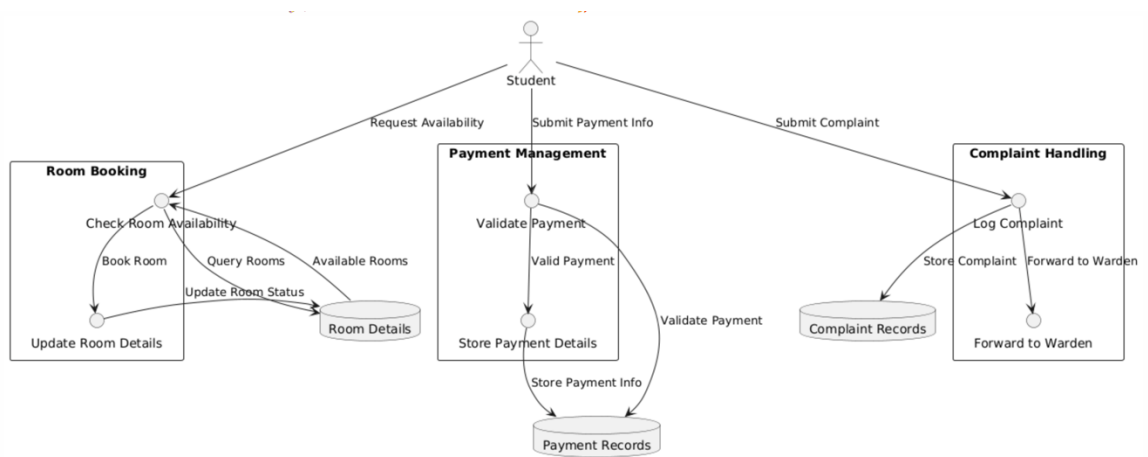 Student
Request Availability
Submit Payment Info
Submit Complaint
Room Booking
Payment Management
Complaint Handling
Check Room Availability
Validate Payment
Log Complaint
Book Room
Query Rooms
Available Rooms
Valid Payment
Store Complaint
Forward to Warden
Update Room Status
Validate Payment
Room Details
Complaint Records
Update Room Details
Store Payment Details
Forward to Warden
Store Payment Info
Payment Records